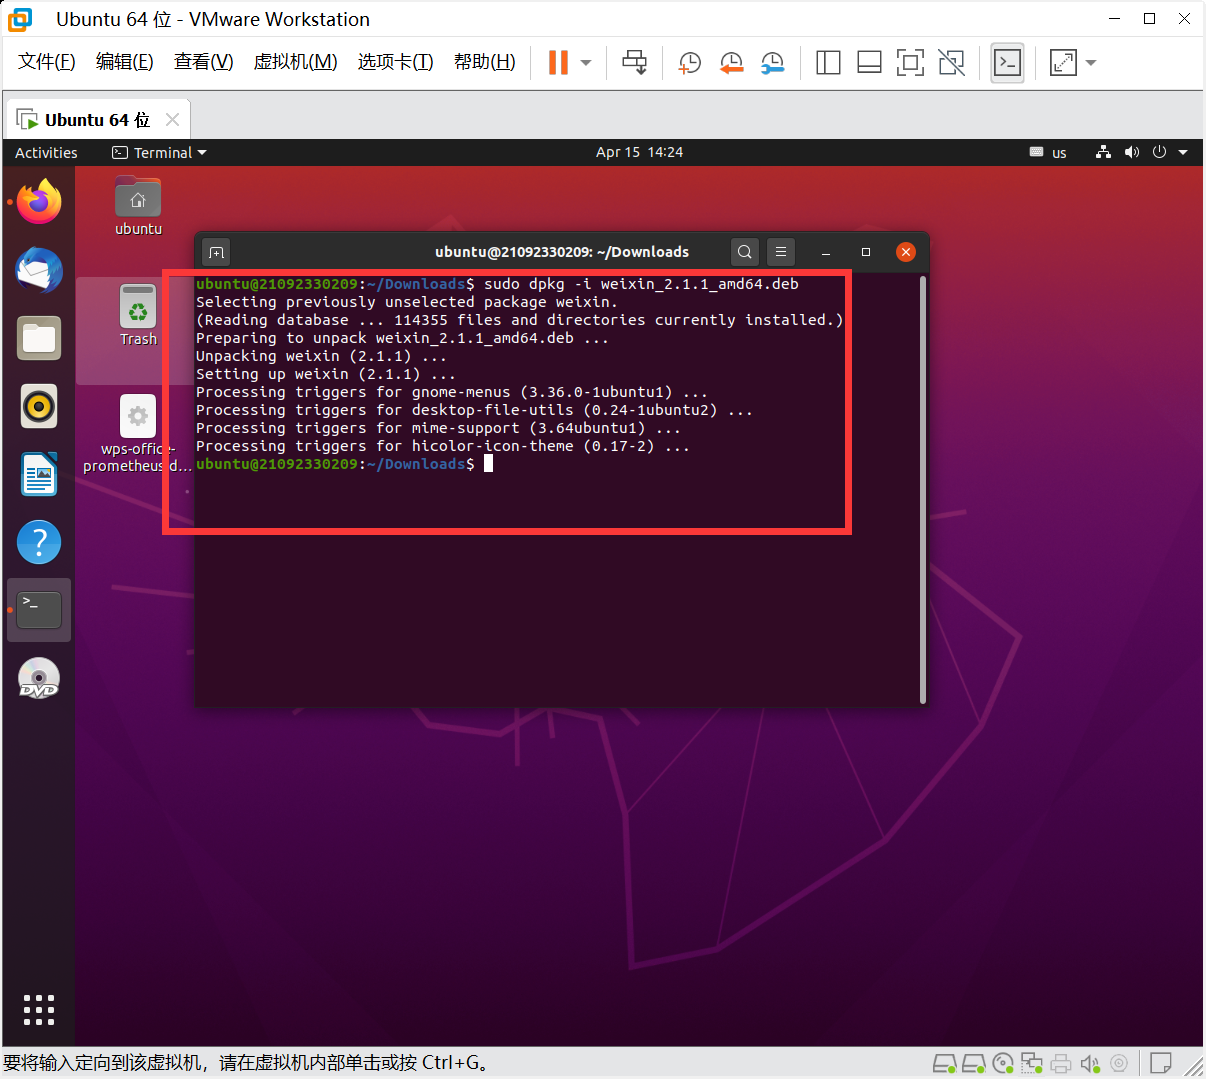 Ubuntu 64 位 - VMware Workstation
文件(F) 编辑(E) 查看(V) 虚拟机(M) 选项卡(T) 帮助(H)
Ubuntu 64 位
Activities Terminal Apr 15 14:24 us
ubuntu
Trash
wps-office-
prometheus.d...
ubuntu@21092330209: ~/Downloads
ubuntu@21092330209:~/Downloads$ sudo dpkg -i weixin_2.1.1_amd64.deb
Selecting previously unselected package weixin.
(Reading database ... 114355 files and directories currently installed.)
Preparing to unpack weixin_2.1.1_amd64.deb ...
Unpacking weixin (2.1.1) ...
Setting up weixin (2.1.1) ...
Processing triggers for gnome-menus (3.36.0-1ubuntu1) ...
Processing triggers for desktop-file-utils (0.24-1ubuntu2) ...
Processing triggers for mime-support (3.64ubuntu1) ...
Processing triggers for hicolor-icon-theme (0.17-2) ...
ubuntu@21092330209:~/Downloads$
DVD
要将输入定向到该虚拟机，请在虚拟机内部单击或按 Ctrl+G。